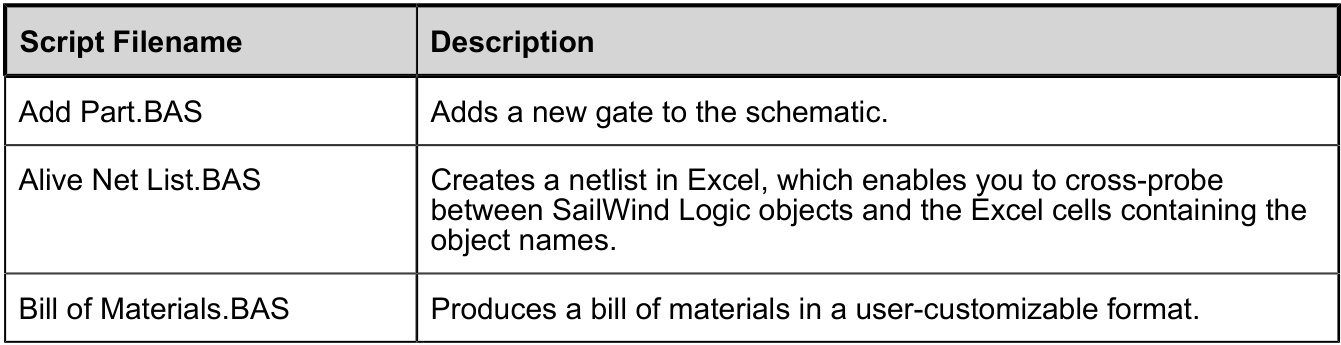 Script Filename
Description
Add Part.BAS
Adds a new gate to the schematic.
Alive Net List.BAS
Creates a netlist in Excel, which enables you to cross-probe
between SailWind Logic objects and the Excel cells containing the
object names.
Bill of Materials.BAS
Produces a bill of materials in a user-customizable format.